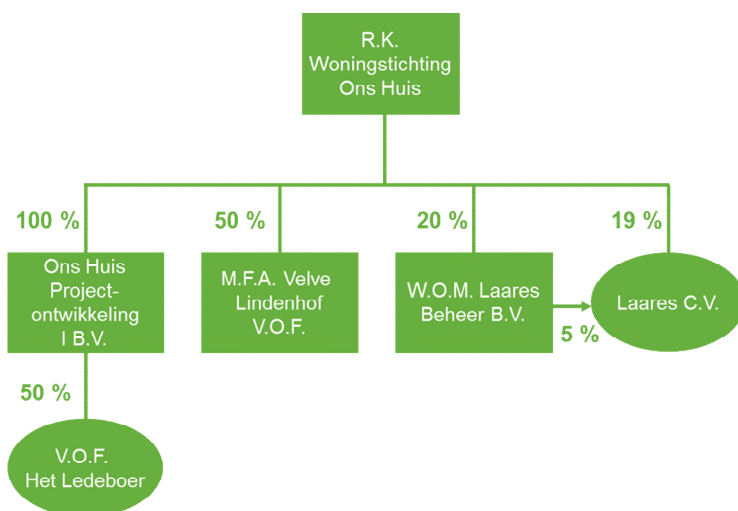 R.K.
Woningstichting
Ons Huis
100 %
50 %
20 %
19 %
Ons Huis
Project-
ontwikkeling
I B.V.
M.F.A. Velve
Lindenhof
V.O.F.
W.O.M. Laares
Beheer B.V.
Laares C.V.
5 %
50 %
V.O.F.
Het Ledeboer